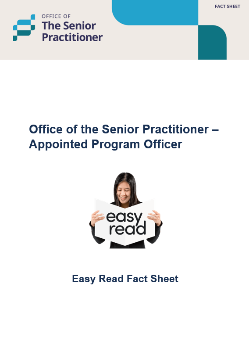 FACT SHEET
OFFICE OF
The Senior
Practitioner
Office of the Senior Practitioner –
Appointed Program Officer
easy
read
Easy Read Fact Sheet